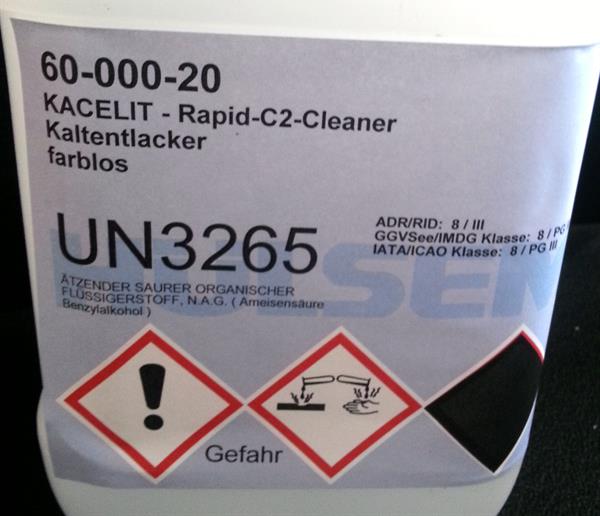 60-000-20
KACELIT - Rapid-C2-Cleaner
Kaltentlacker
farblos
UN3265
ADR/RID: 8 / III
GGVSee/IMDG Klasse: 8 / PG
IATA/ICAO Klasse: 8 / PG III
ÄTZENDER SAURER ORGANISCHER
FLÜSSIGERSTOFF, N.A.G. ( Ameisensäure
Benzylalkohol )
Gefahr